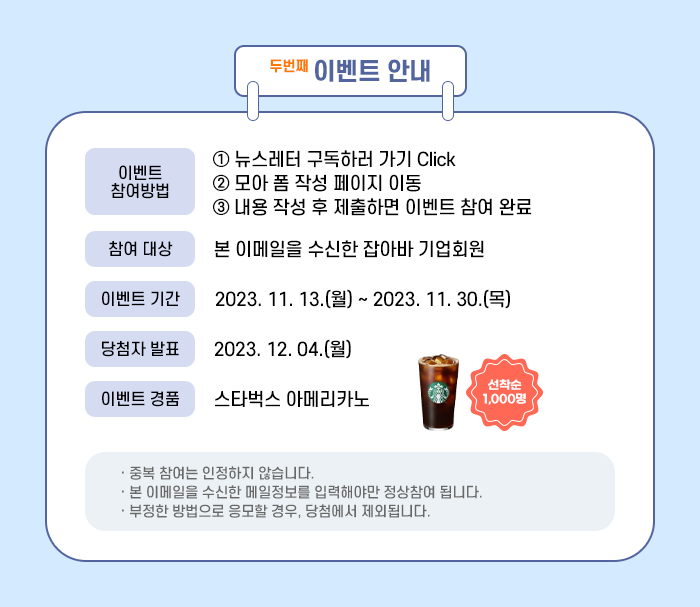 두번째 이벤트 안내
이벤트
참여방법
① 뉴스레터 구독하러 가기 Click
② 모아 폼 작성 페이지 이동
③ 내용 작성 후 제출하면 이벤트 참여 완료
참여 대상 본 이메일을 수신한 잡아바 기업회원
이벤트 기간 2023. 11. 13.(월) ~ 2023. 11. 30.(목)
당첨자 발표 2023. 12. 04.(월)
이벤트 경품 스타벅스 아메리카노
선착순
1,000명
· 중복 참여는 인정하지 않습니다.
· 본 이메일을 수신한 메일정보를 입력해야만 정상참여 됩니다.
· 부정한 방법으로 응모할 경우, 당첨에서 제외됩니다.